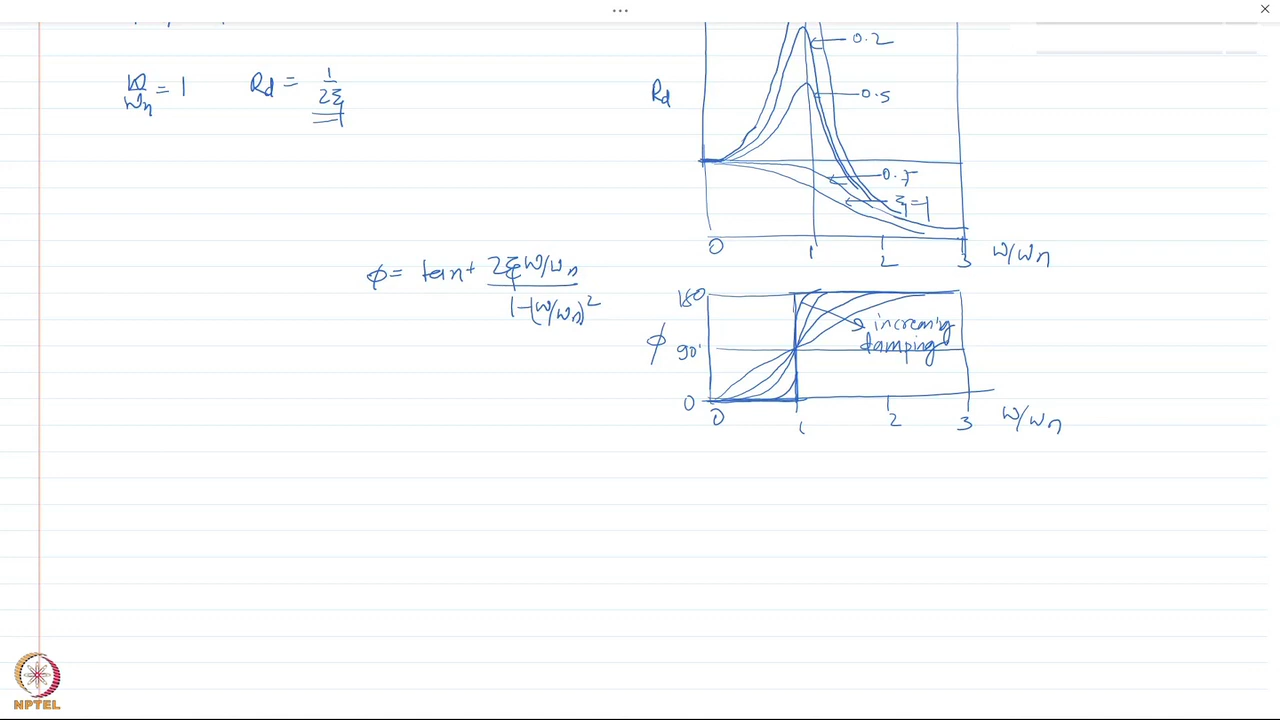 ω/ωn = 1 Rd = 1/2ξ
Rd
0.2
0.5
0.7
ξ=1
0 1 2 3 ω/ωn
φ = tan⁻¹ 2ξω/ωn / 1-(ω/ωn)²
180
φ 90°
0
increasing
damping
0 1 2 3 ω/ωn
NPTEL